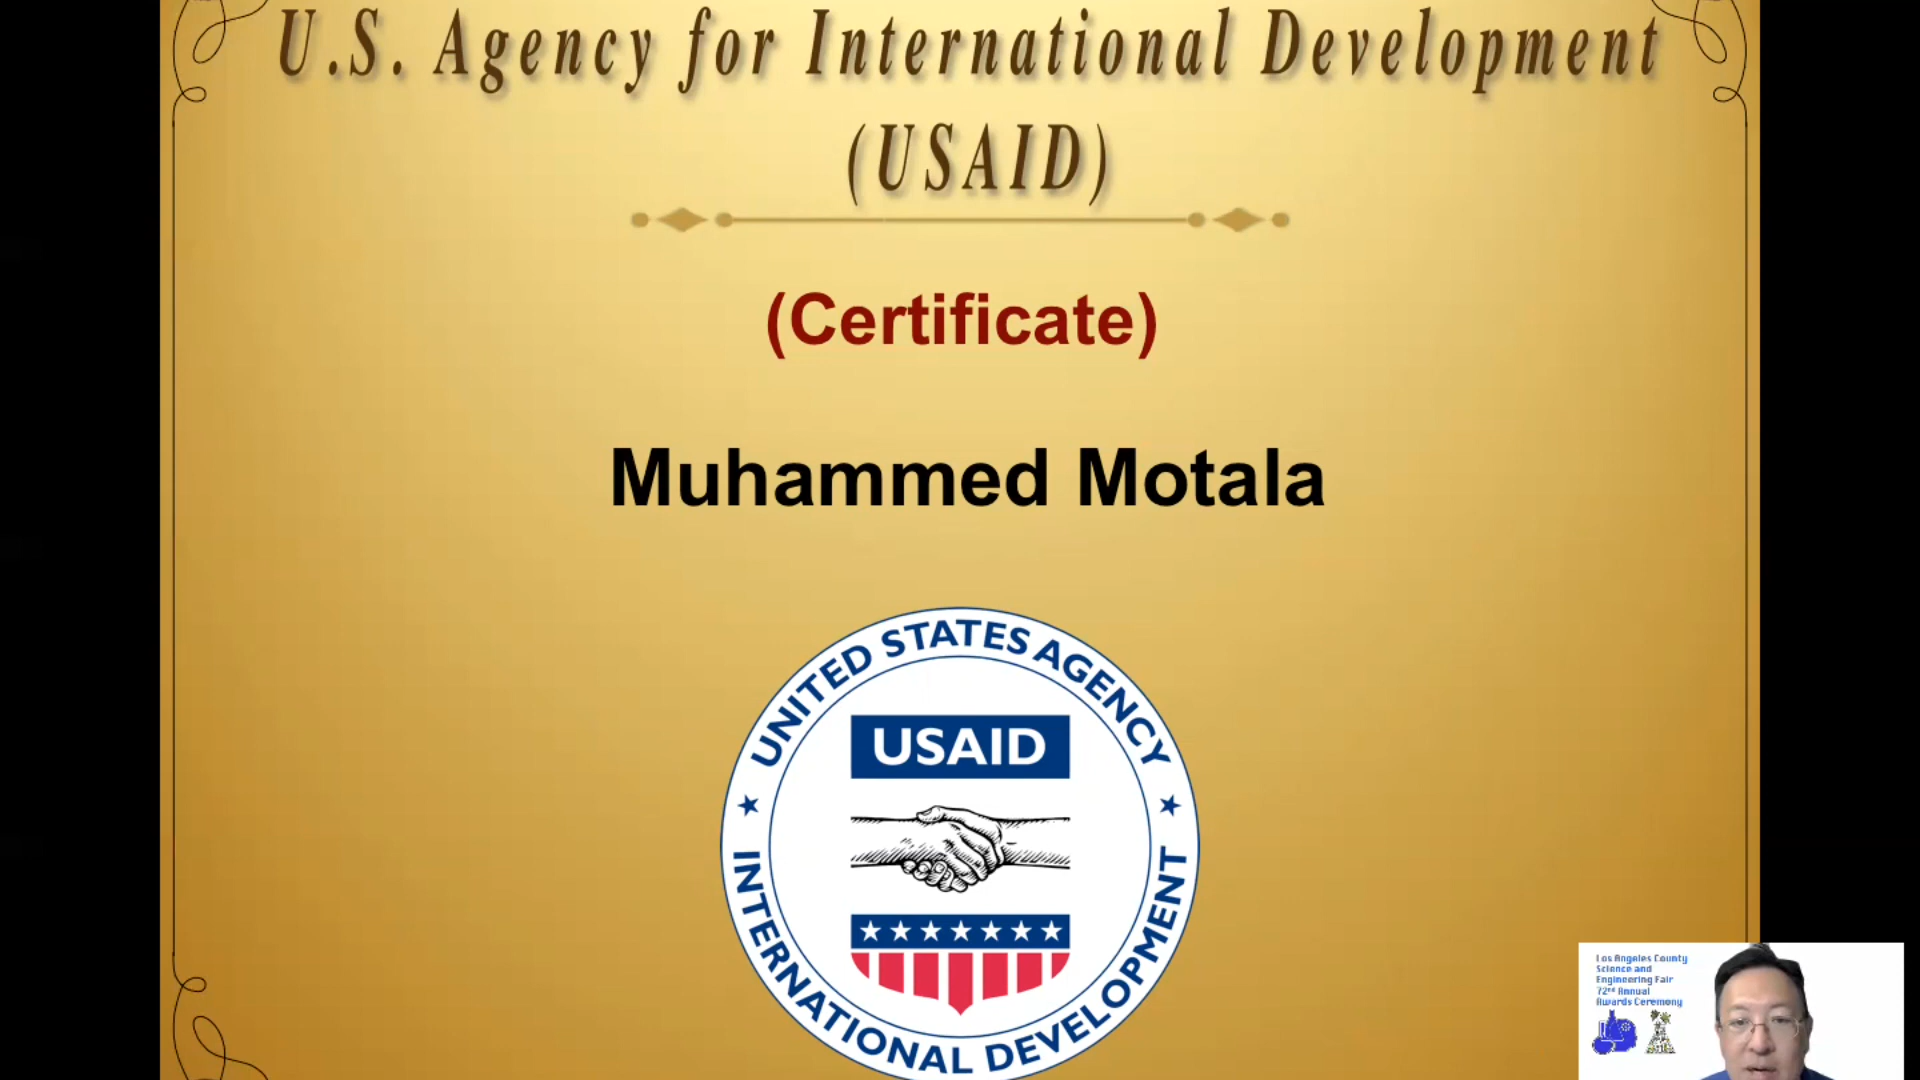 U.S. Agency for International Development
(USAID)
(Certificate)
Muhammed Motala
UNITED STATES AGENCY
USAID
INTERNATIONAL DEVELOPMENT
Los Angeles County
Science and
Engineering Fair
72nd Annual
Awards Ceremony